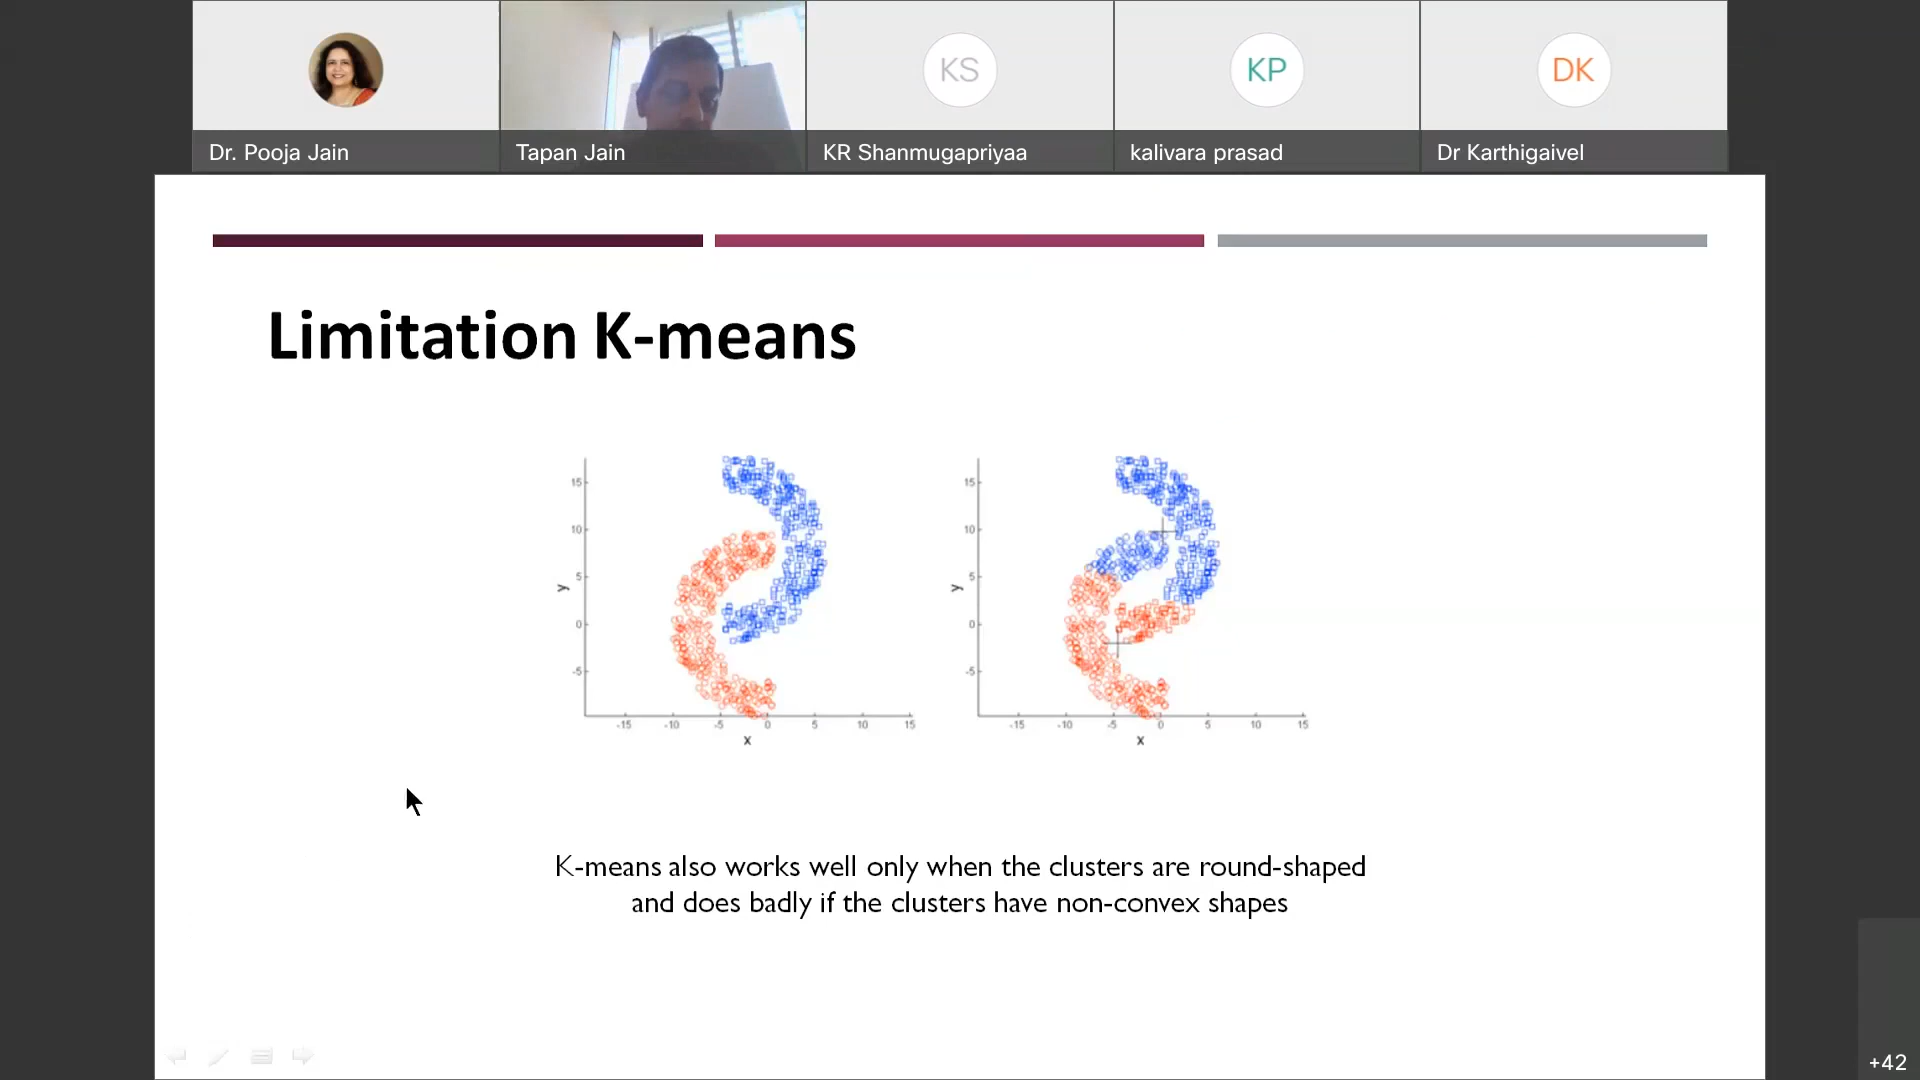 KS
KP
DK
Dr. Pooja Jain
Tapan Jain
KR Shanmugapriyaa
kalivara prasad
Dr Karthigaivel
Limitation K-means
15
10
5
0
-5
y
-15 -10 -5 0 5 10 15
x
15
10
5
0
-5
y
-15 -10 -5 0 5 10 15
x
K-means also works well only when the clusters are round-shaped
and does badly if the clusters have non-convex shapes
+42